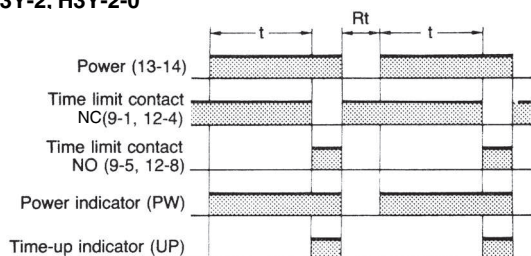 3Y-2, H3Y-2-0
t Rt t
Power (13-14)
Time limit contact
NC(9-1, 12-4)
Time limit contact
NO (9-5, 12-8)
Power indicator (PW)
Time-up indicator (UP)